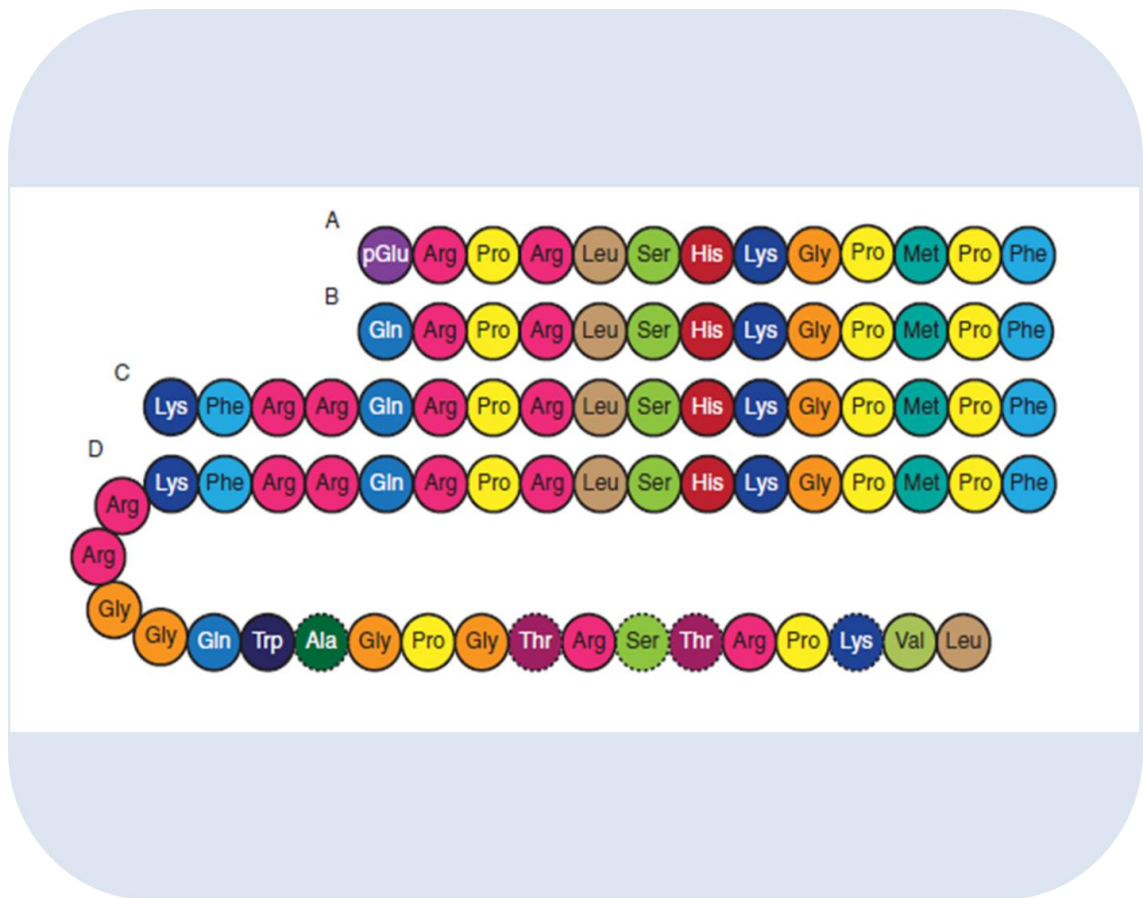 A
pGlu Arg Pro Arg Leu Ser His Lys Gly Pro Met Pro Phe
B
Gln Arg Pro Arg Leu Ser His Lys Gly Pro Met Pro Phe
C
Lys Phe Arg Arg Gln Arg Pro Arg Leu Ser His Lys Gly Pro Met Pro Phe
D
Lys Phe Arg Arg Gln Arg Pro Arg Leu Ser His Lys Gly Pro Met Pro Phe
Arg
Arg
Gly
Gly Gln Trp Ala Gly Pro Gly Thr Arg Ser Thr Arg Pro Lys Val Leu